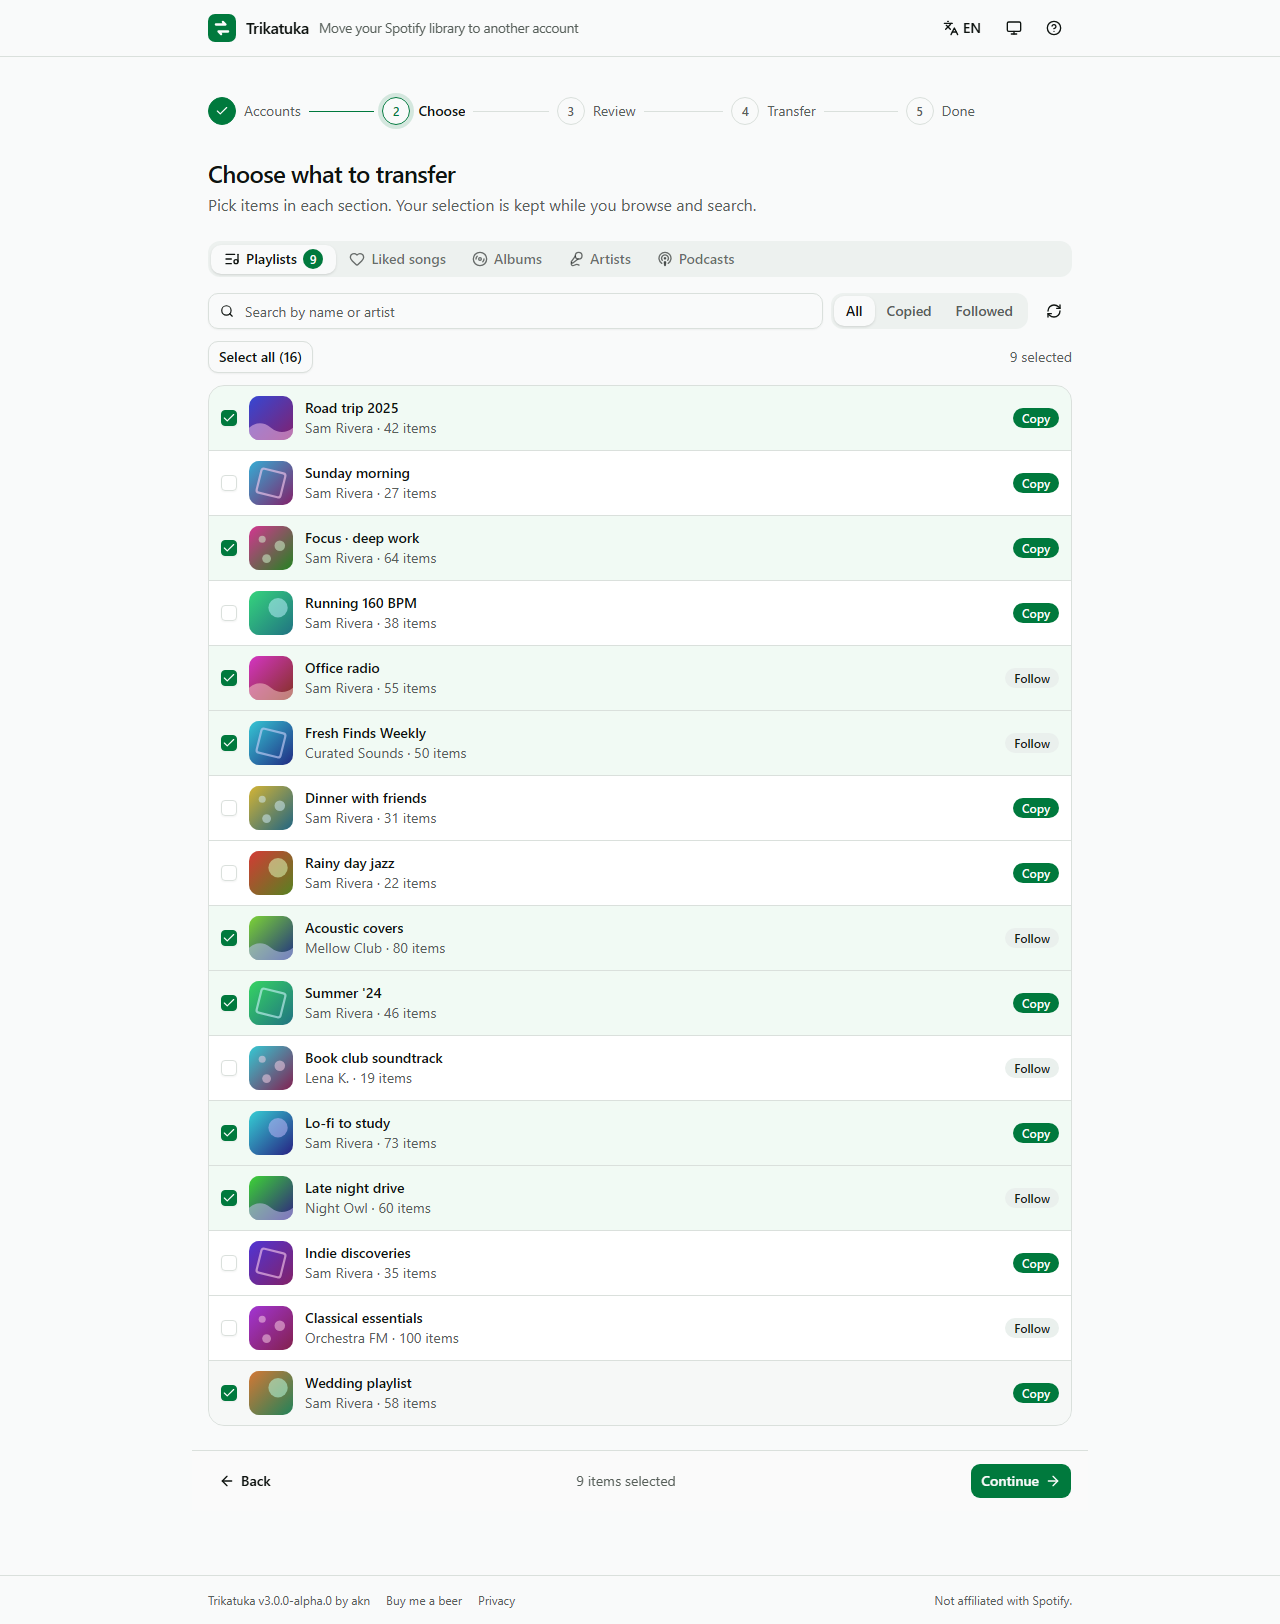 Trikatuka Move your Spotify library to another account EN
Accounts 2 Choose 3 Review 4 Transfer 5 Done
Choose what to transfer
Pick items in each section. Your selection is kept while you browse and search.
Playlists 9 Liked songs Albums Artists Podcasts
Search by name or artist All Copied Followed
Select all (16) 9 selected
Road trip 2025
Sam Rivera · 42 items
Copy
Sunday morning
Sam Rivera · 27 items
Copy
Focus · deep work
Sam Rivera · 64 items
Copy
Running 160 BPM
Sam Rivera · 38 items
Copy
Office radio
Sam Rivera · 55 items
Follow
Fresh Finds Weekly
Curated Sounds · 50 items
Follow
Dinner with friends
Sam Rivera · 31 items
Copy
Rainy day jazz
Sam Rivera · 22 items
Copy
Acoustic covers
Mellow Club · 80 items
Follow
Summer '24
Sam Rivera · 46 items
Copy
Book club soundtrack
Lena K. · 19 items
Follow
Lo-fi to study
Sam Rivera · 73 items
Copy
Late night drive
Night Owl · 60 items
Follow
Indie discoveries
Sam Rivera · 35 items
Copy
Classical essentials
Orchestra FM · 100 items
Follow
Wedding playlist
Sam Rivera · 58 items
Copy
Back 9 items selected Continue
Trikatuka v3.0.0-alpha.0 by akn Buy me a beer Privacy Not affiliated with Spotify.